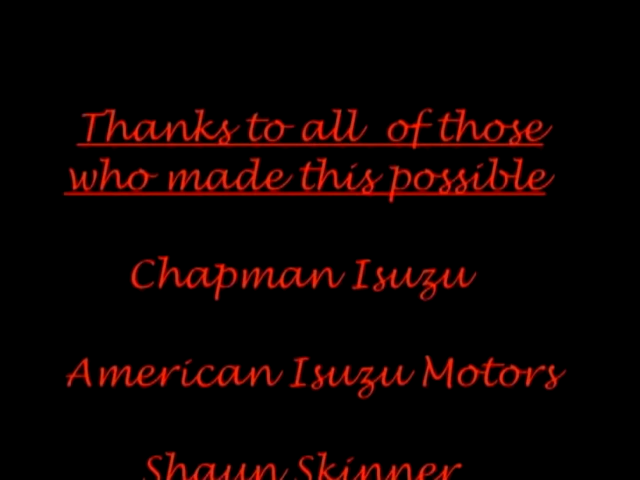 Thanks to all of those
who made this possible
Chapman Isuzu
American Isuzu Motors
Shaun Skinner